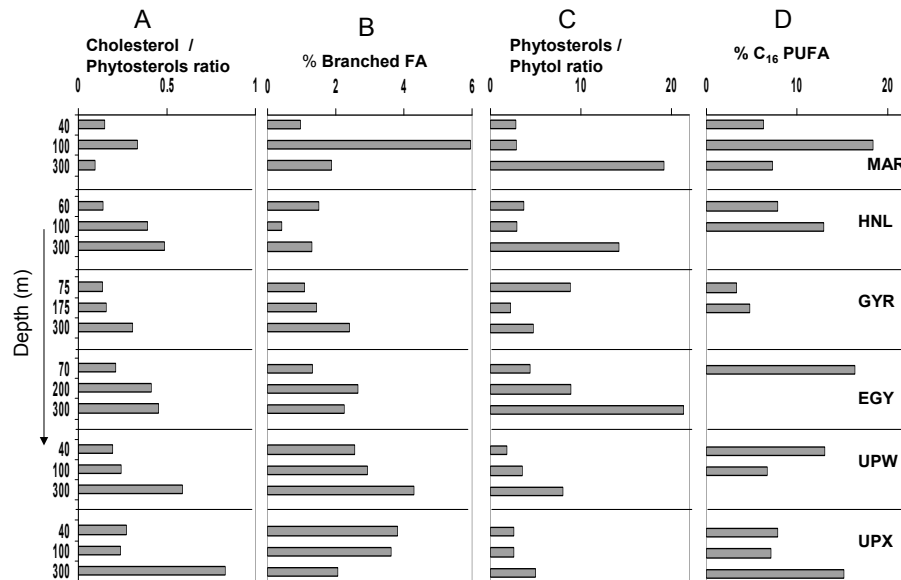 A
B
C
D
Cholesterol /
Phytosterols ratio
% Branched FA
Phytosterols /
Phytol ratio
% C₁₆ PUFA
0 0.5 1
0 2 4 6
0 10 20
0 10 20
40
100
300
MAR
60
100
300
HNL
75
175
300
GYR
70
200
300
EGY
40
100
300
UPW
40
100
300
UPX
Depth (m)